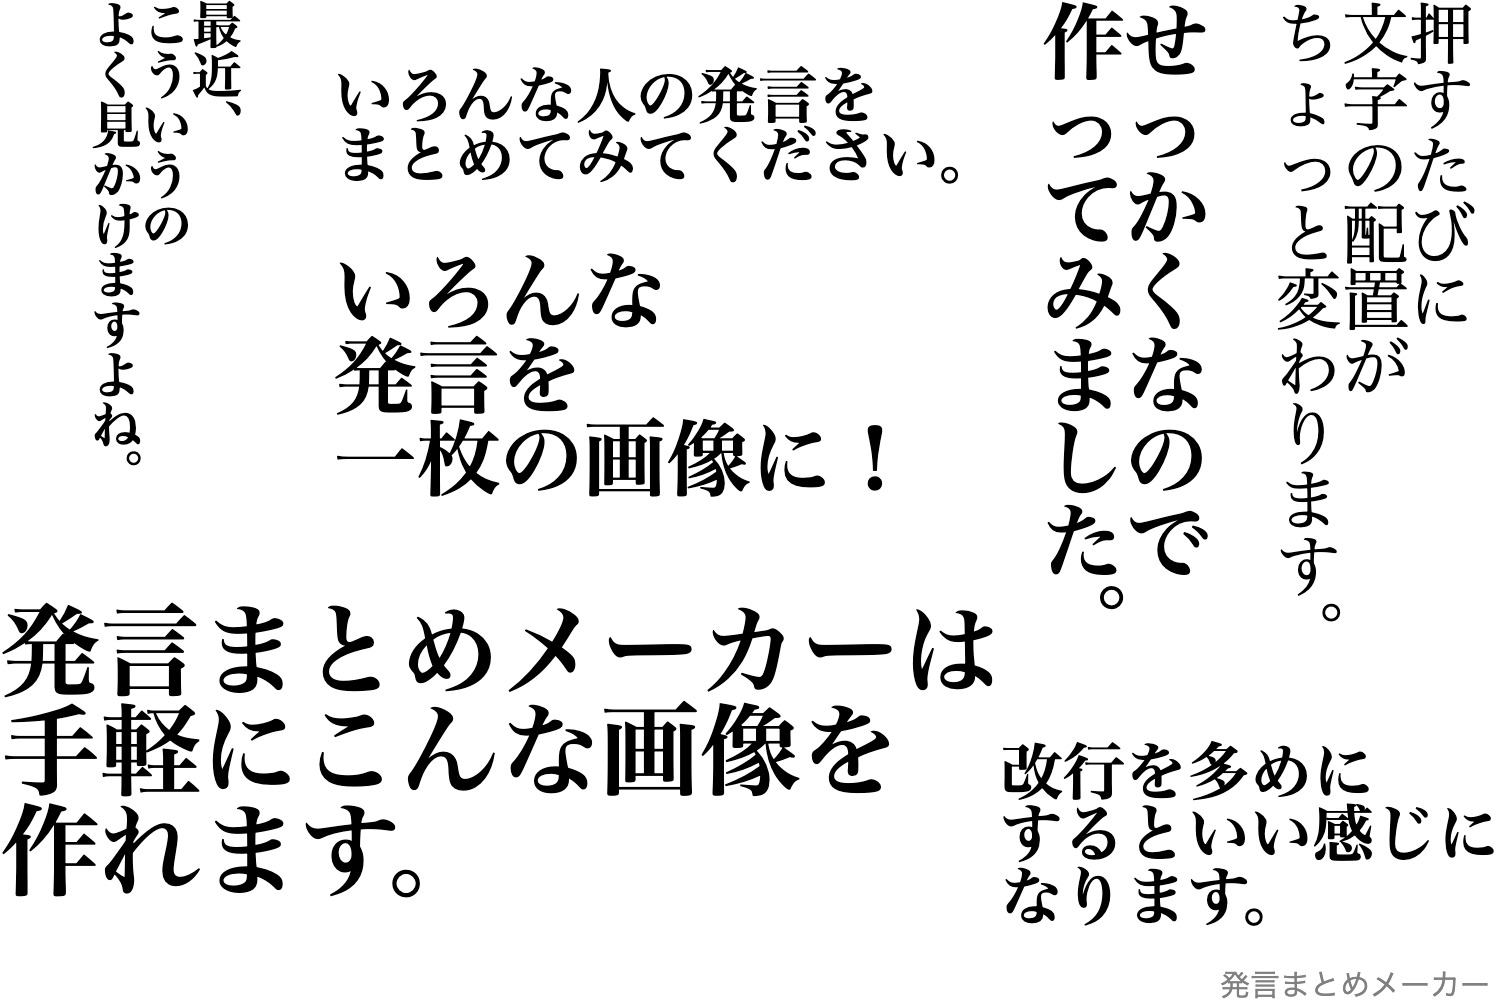 最近、
こういうの
よく見かけますよね。
いろんな人の発言を
まとめてみてください。
いろんな
発言を
一枚の画像に！
せっかくなので
作ってみました。
押すたびに
文字の配置が
ちょっと変わります。
発言まとめメーカーは
手軽にこんな画像を
作れます。
改行を多めに
するといい感じに
なります。
発言まとめメーカー